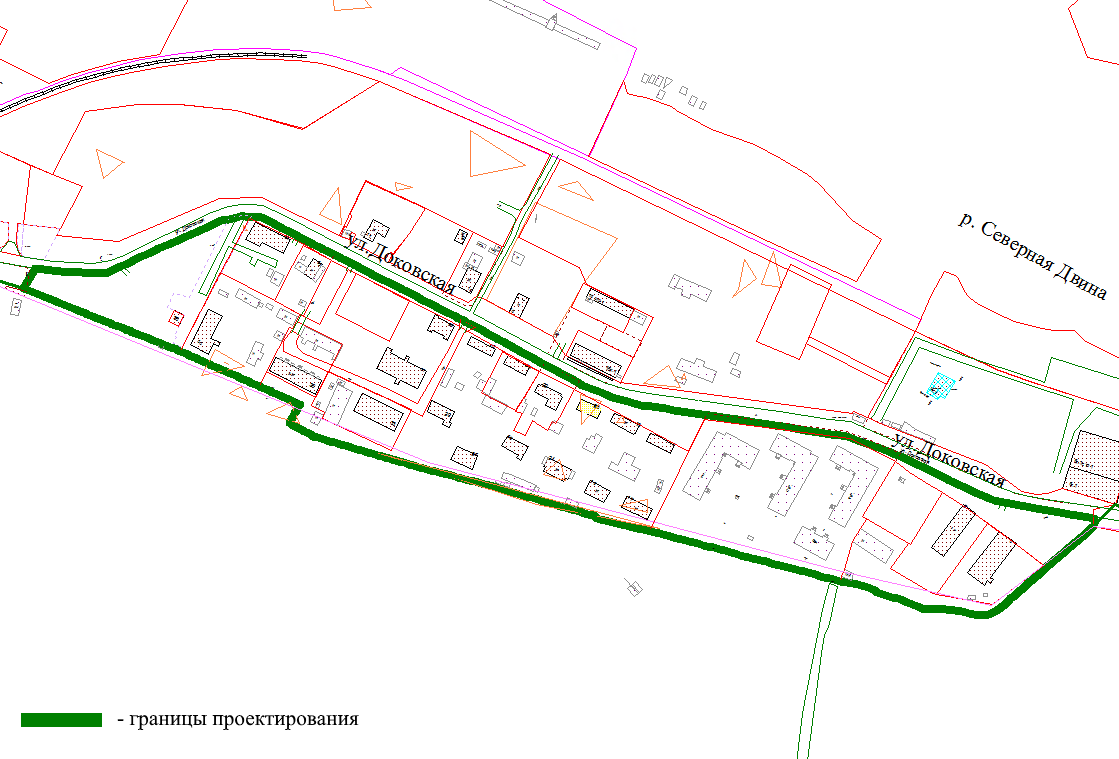 р. Северная Двина
ул. Доковская
ул. Доковская
- границы проектирования